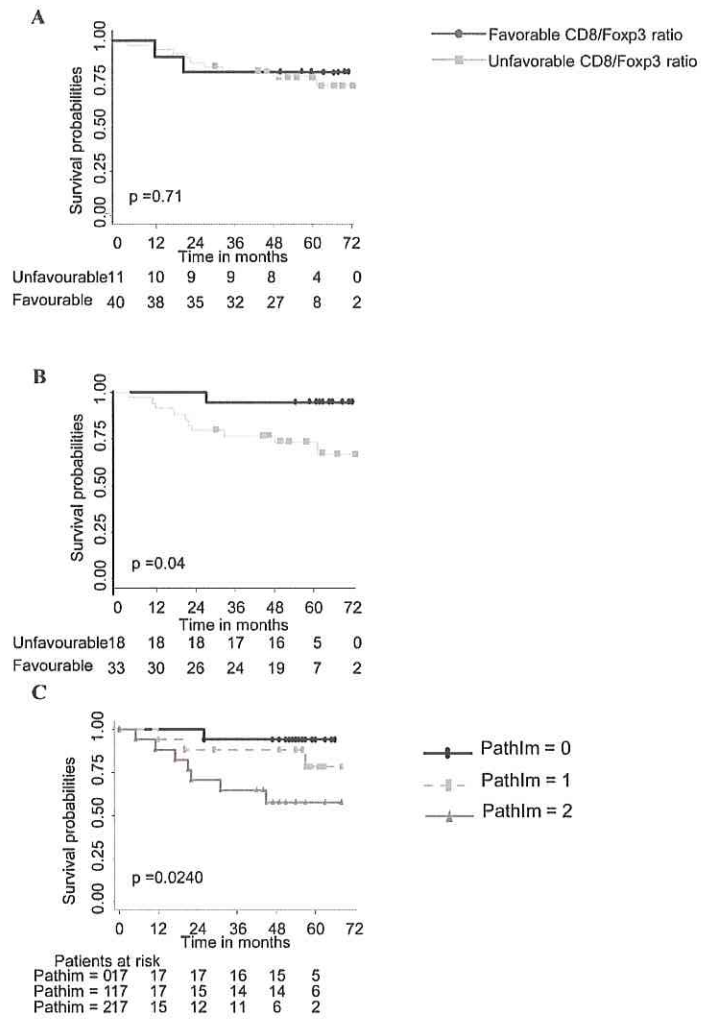 A
Favorable CD8/Foxp3 ratio
Unfavorable CD8/Foxp3 ratio
Survival probabilities
0.00 0.25 0.50 0.75 1.00
p =0.71
0 12 24 36 48 60 72
Time in months
Unfavourable11 10 9 9 8 4 0
Favourable 40 38 35 32 27 8 2
B
Survival probabilities
0.00 0.25 0.50 0.75 1.00
p =0.04
0 12 24 36 48 60 72
Time in months
Unfavourable18 18 18 17 16 5 0
Favourable 33 30 26 24 19 7 2
C
Survival probabilities
0.00 0.25 0.50 0.75 1.00
p =0.0240
PathIm = 0
PathIm = 1
PathIm = 2
0 12 24 36 48 60 72
Time in months
Patients at risk
Pathim = 017 17 17 16 15 5
Pathim = 117 17 15 14 14 6
Pathim = 217 15 12 11 6 2